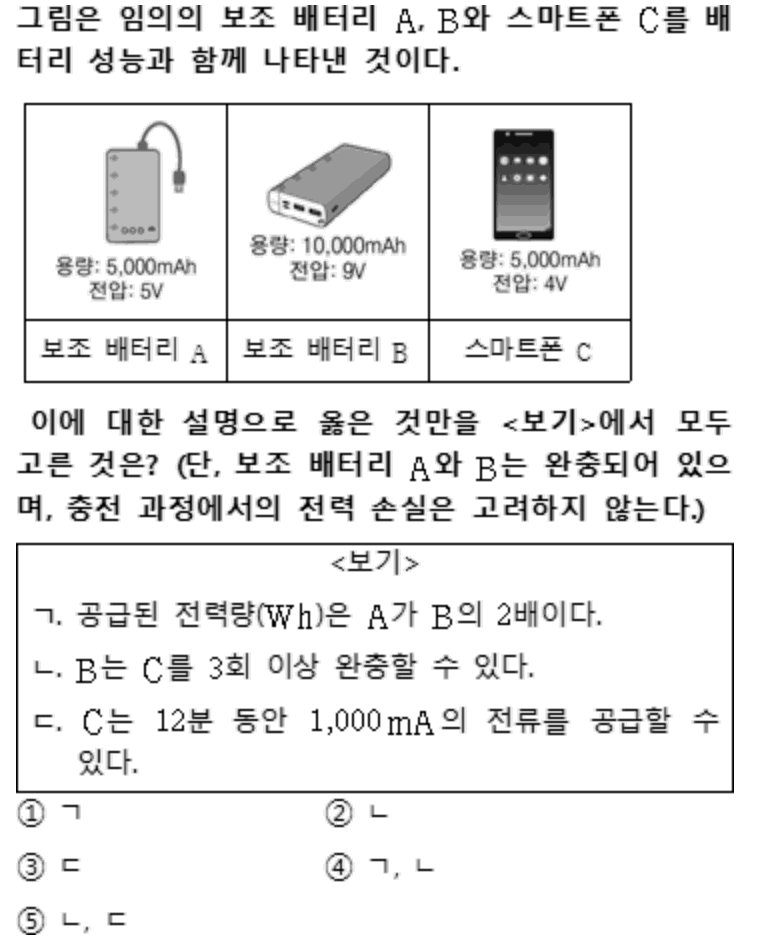 그림은 임의의 보조 배터리 A, B와 스마트폰 C를 배
터리 성능과 함께 나타낸 것이다.
용량: 5,000mAh
전압: 5V
용량: 10,000mAh
전압: 9V
용량: 5,000mAh
전압: 4V
보조 배터리 A
보조 배터리 B
스마트폰 C
이에 대한 설명으로 옳은 것만을 <보기>에서 모두
고른 것은? (단, 보조 배터리 A와 B는 완충되어 있으
며, 충전 과정에서의 전력 손실은 고려하지 않는다.)
<보기>
ㄱ. 공급된 전력량(Wh)은 A가 B의 2배이다.
ㄴ. B는 C를 3회 이상 완충할 수 있다.
ㄷ. C는 12분 동안 1,000mA의 전류를 공급할 수
있다.
① ㄱ
② ㄴ
③ ㄷ
④ ㄱ, ㄴ
⑤ ㄴ, ㄷ